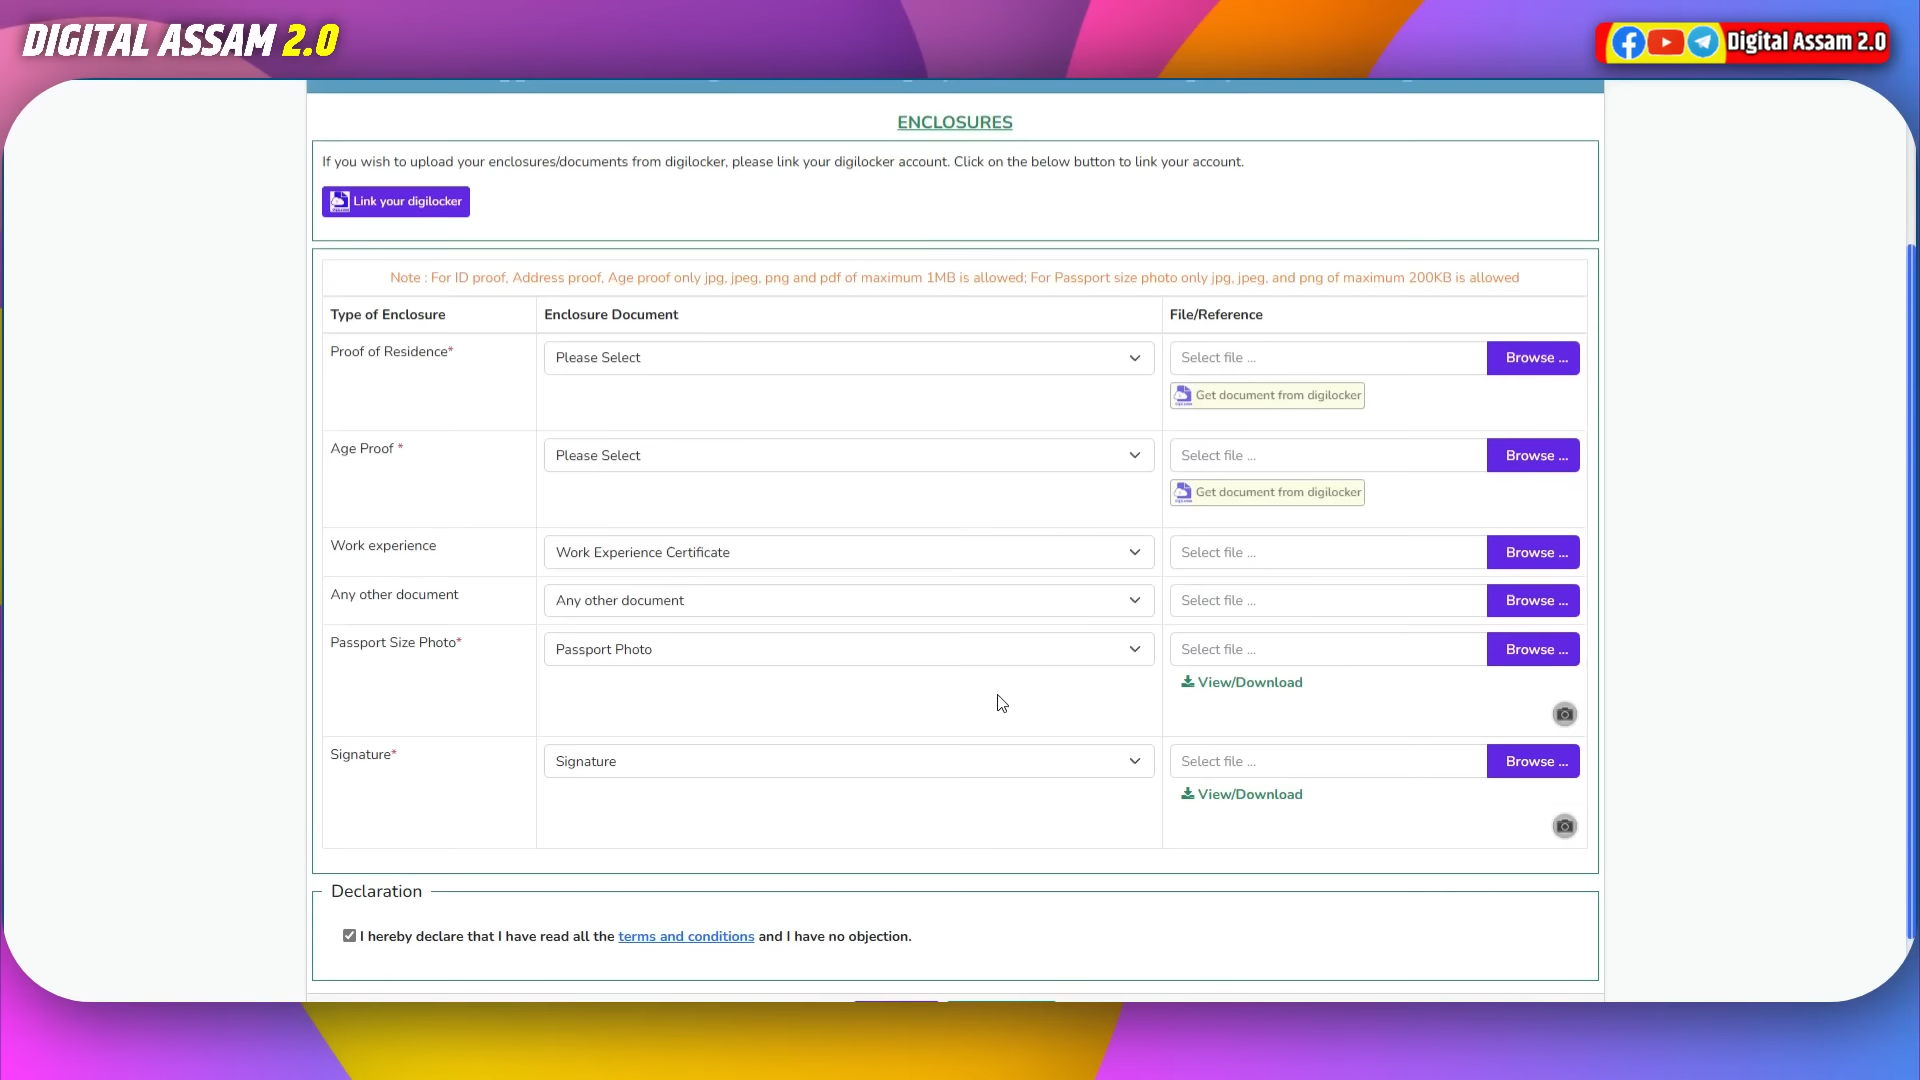 DIGITAL ASSAM 2.0
Digital Assam 2.0
ENCLOSURES
If you wish to upload your enclosures/documents from digilocker, please link your digilocker account. Click on the below button to link your account.
Link your digilocker
Note : For ID proof, Address proof, Age proof only jpg, jpeg, png and pdf of maximum 1MB is allowed; For Passport size photo only jpg, jpeg, and png of maximum 200KB is allowed
Type of Enclosure Enclosure Document File/Reference
Proof of Residence* Please Select Select file ... Browse ...
Get document from digilocker
Age Proof * Please Select Select file ... Browse ...
Get document from digilocker
Work experience Work Experience Certificate Select file ... Browse ...
Any other document Any other document Select file ... Browse ...
Passport Size Photo* Passport Photo Select file ... Browse ...
View/Download
Signature* Signature Select file ... Browse ...
View/Download
Declaration
I hereby declare that I have read all the terms and conditions and I have no objection.